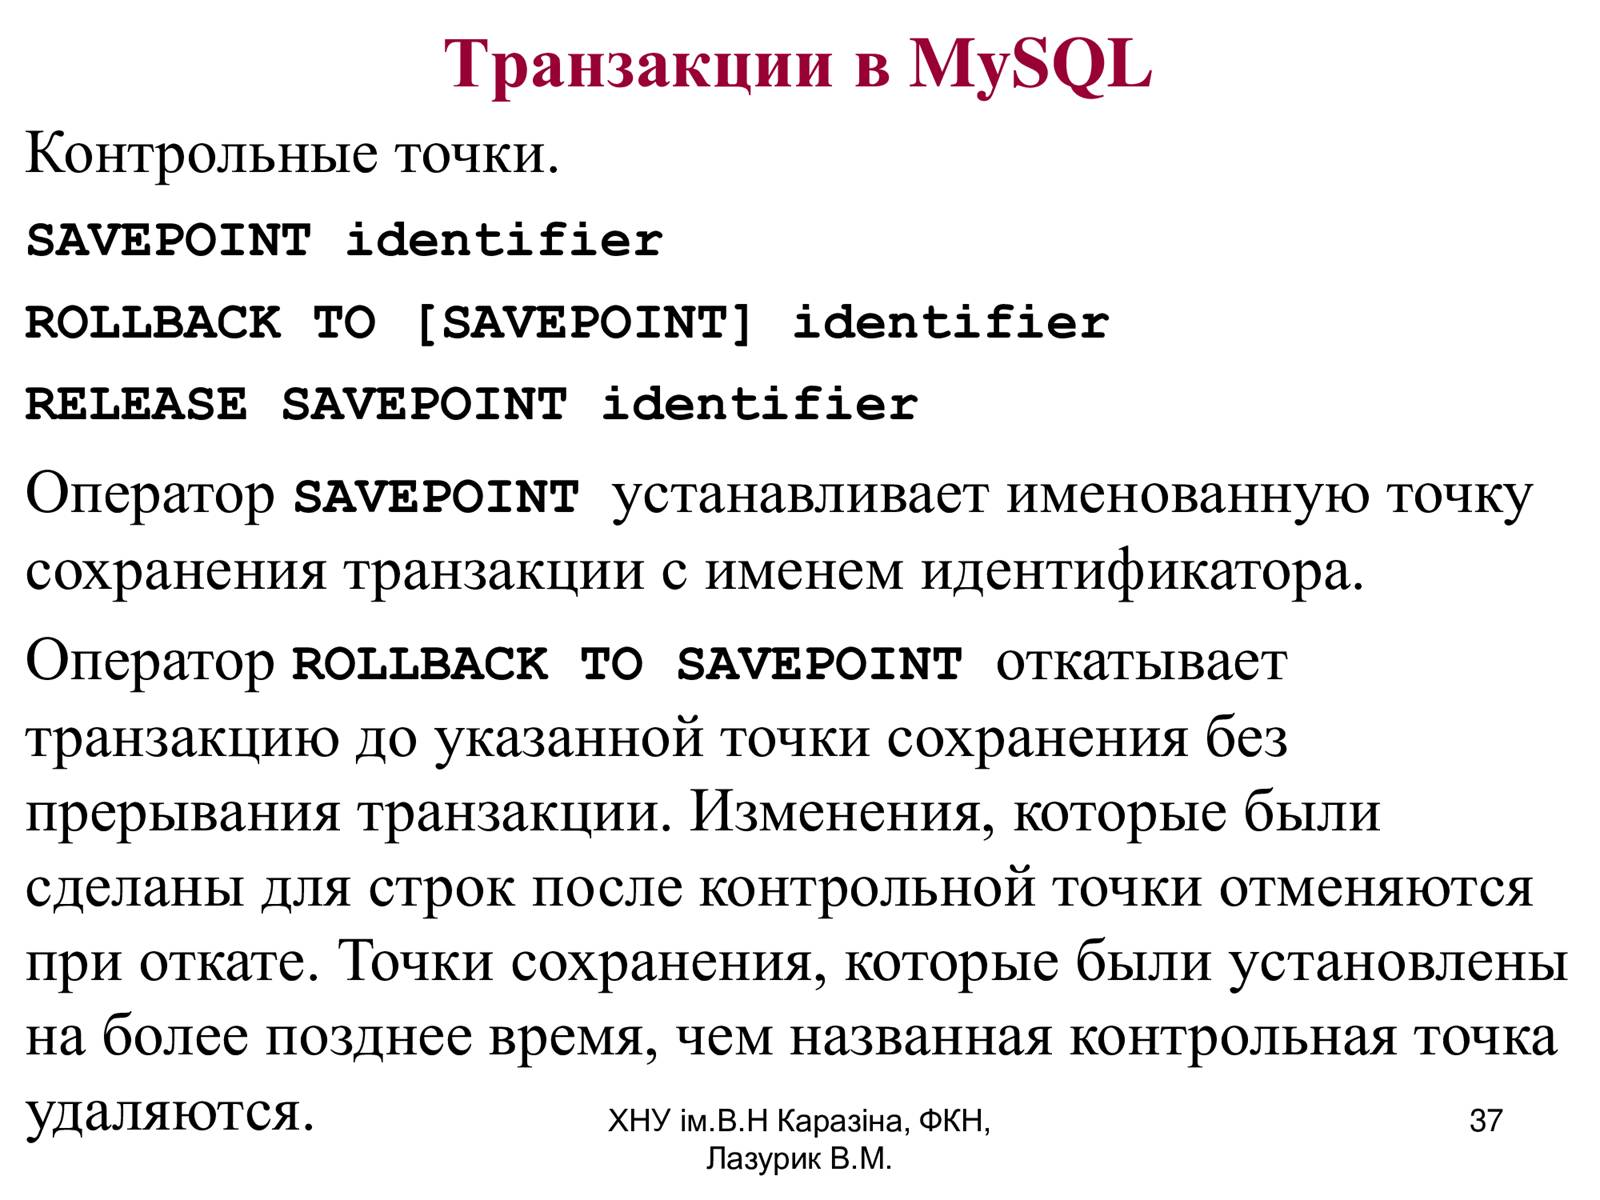 Транзакции в MySQL
Контрольные точки.
SAVEPOINT identifier
ROLLBACK TO [SAVEPOINT] identifier
RELEASE SAVEPOINT identifier
Оператор SAVEPOINT устанавливает именованную точку
сохранения транзакции с именем идентификатора.
Оператор ROLLBACK TO SAVEPOINT откатывает
транзакцию до указанной точки сохранения без
прерывания транзакции. Изменения, которые были
сделаны для строк после контрольной точки отменяются
при откате. Точки сохранения, которые были установлены
на более позднее время, чем названная контрольная точка
удаляются.
ХНУ ім.В.Н Каразіна, ФКН,
Лазурик В.М.
37